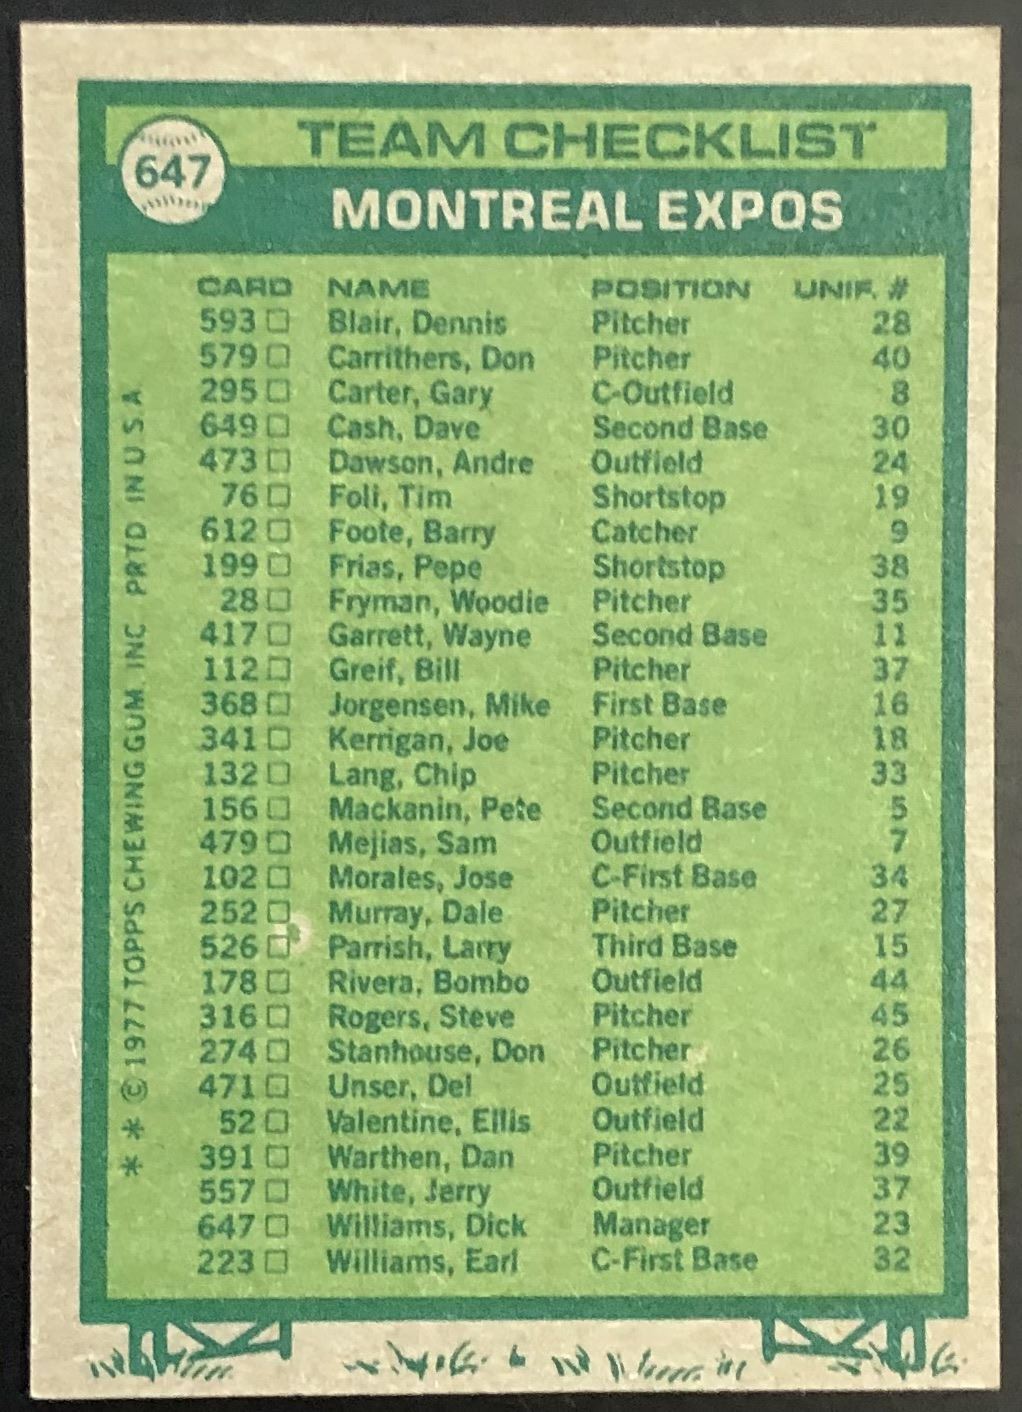 647
TEAM CHECKLIST
MONTREAL EXPOS
CARD NAME POSITION UNIF. #
593 Blair, Dennis Pitcher 28
579 Carrithers, Don Pitcher 40
295 Carter, Gary C-Outfield 8
649 Cash, Dave Second Base 30
473 Dawson, Andre Outfield 24
76 Foli, Tim Shortstop 19
612 Foote, Barry Catcher 9
199 Frias, Pepe Shortstop 38
28 Fryman, Woodie Pitcher 35
417 Garrett, Wayne Second Base 11
112 Greif, Bill Pitcher 37
368 Jorgensen, Mike First Base 16
341 Kerrigan, Joe Pitcher 18
132 Lang, Chip Pitcher 33
156 Mackanin, Pete Second Base 5
479 Mejias, Sam Outfield 7
102 Morales, Jose C-First Base 34
252 Murray, Dale Pitcher 27
526 Parrish, Larry Third Base 15
178 Rivera, Bombo Outfield 44
316 Rogers, Steve Pitcher 45
274 Stanhouse, Don Pitcher 26
471 Unser, Del Outfield 25
52 Valentine, Ellis Outfield 22
391 Warthen, Dan Pitcher 39
557 White, Jerry Outfield 37
647 Williams, Dick Manager 23
223 Williams, Earl C-First Base 32
* * © 1977 TOPPS CHEWING GUM, INC. PRTD IN U S A